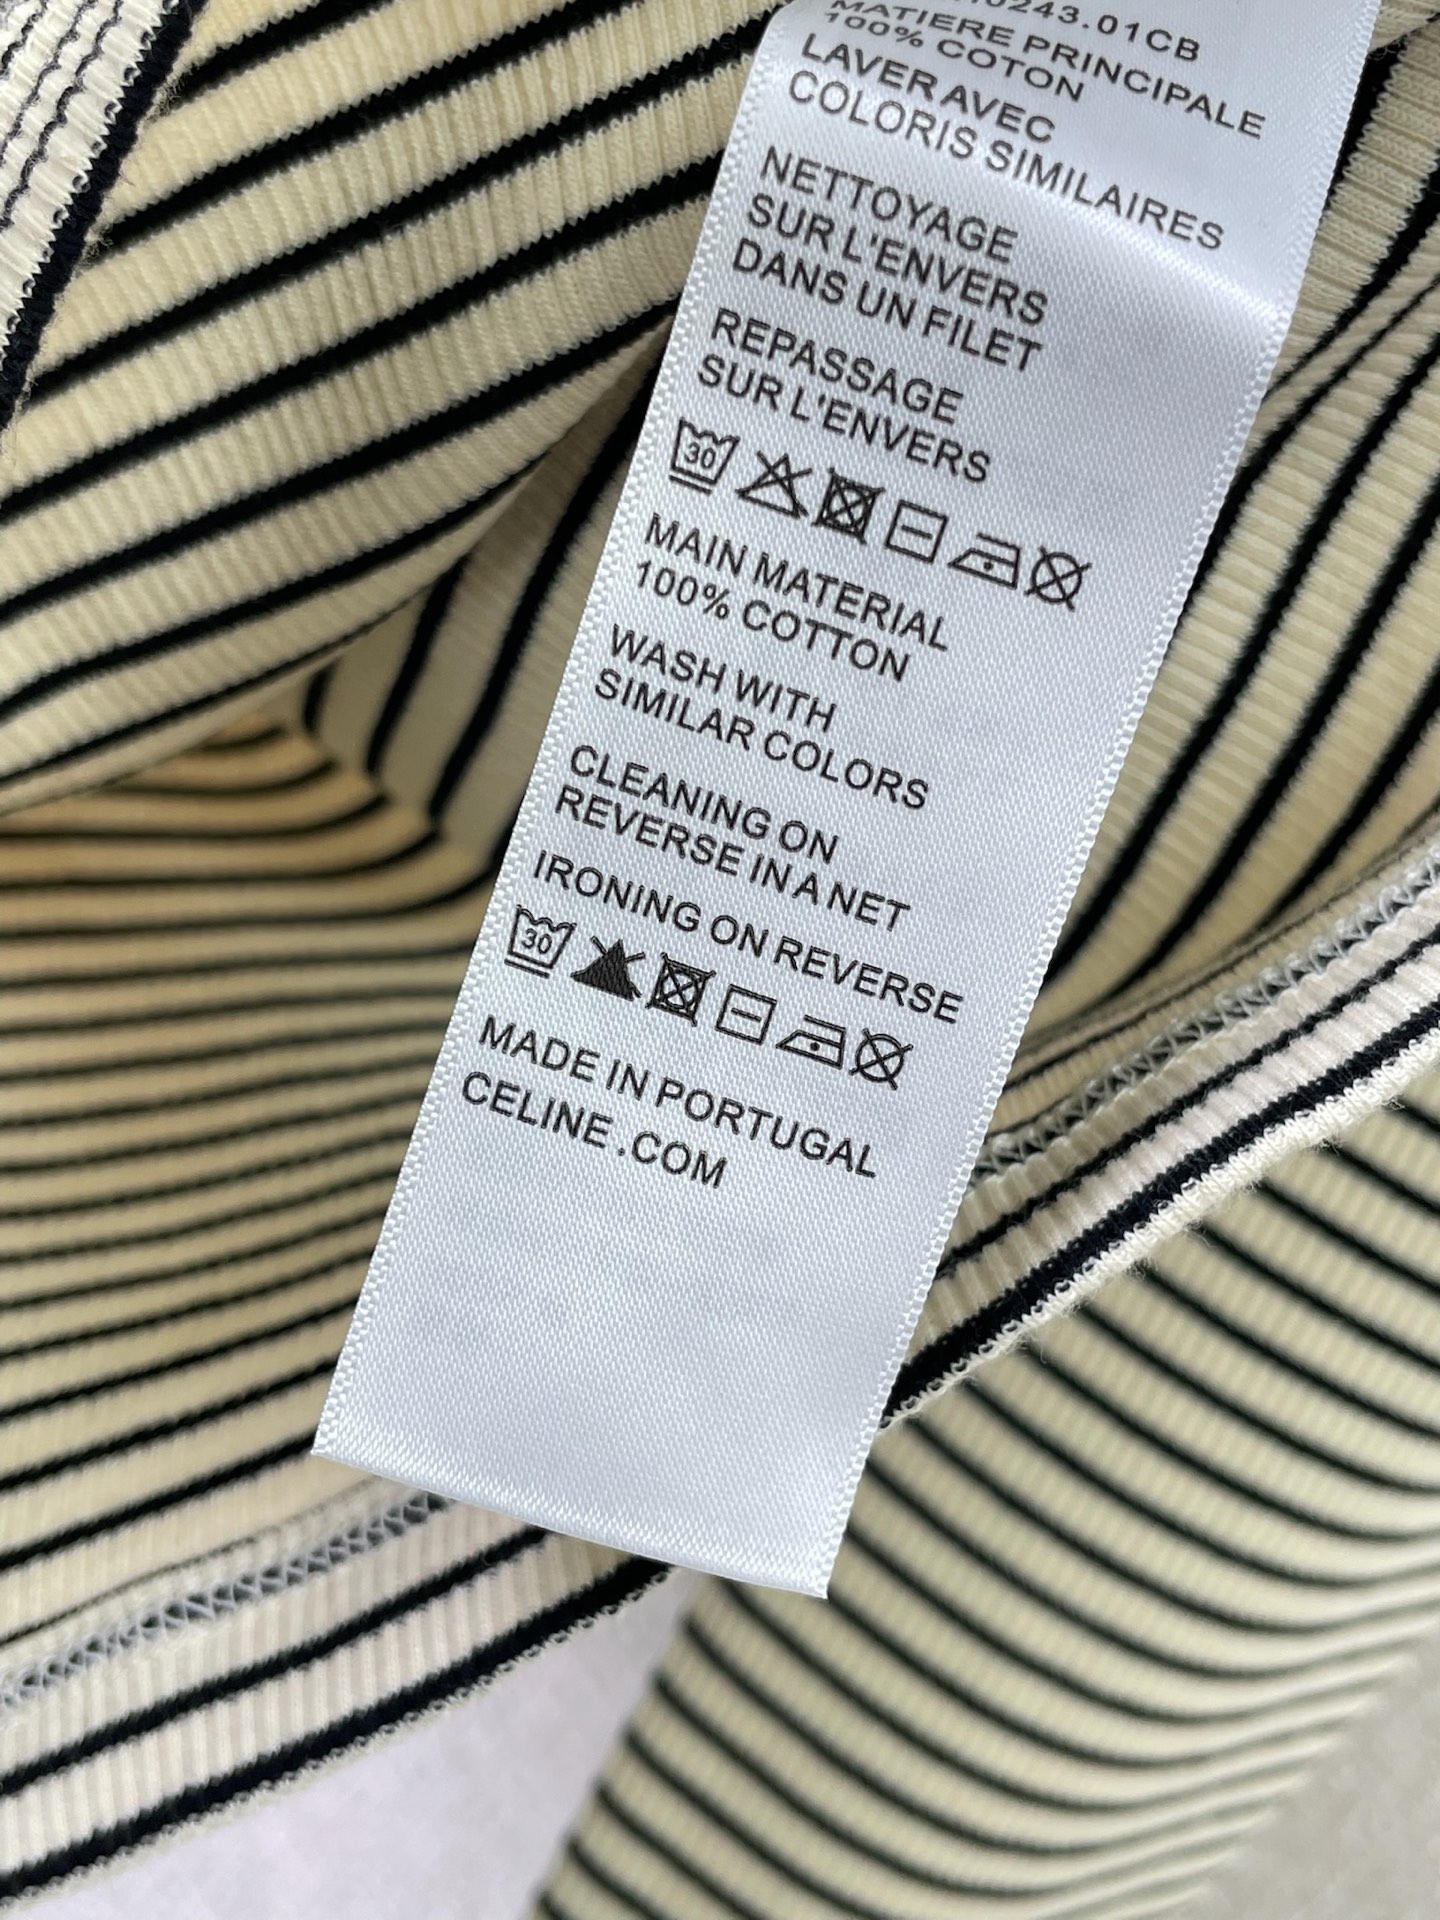 MATIERE PRINCIPALE
100% COTON
LAVER AVEC
COLORIS SIMILAIRES
NETTOYAGE
SUR L'ENVERS
DANS UN FILET
REPASSAGE
SUR L'ENVERS
30
MAIN MATERIAL
100% COTTON
WASH WITH
SIMILAR COLORS
CLEANING ON
REVERSE IN A NET
IRONING ON REVERSE
30
MADE IN PORTUGAL
CELINE .COM